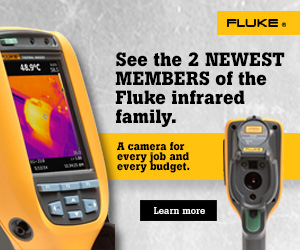 FLUKE ®
See the 2 NEWEST
MEMBERS of the
Fluke infrared
family.
A camera for
every job and
every budget.
Learn more
48.9°C
FLUKE